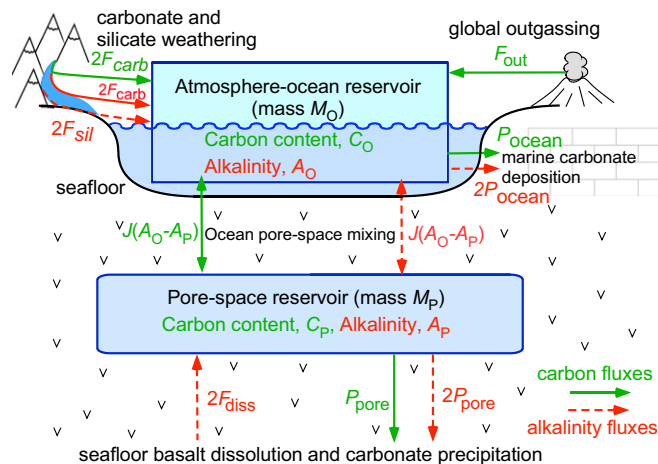 carbonate and
silicate weathering
global outgassing
2F_carb
F_out
2F_carb
Atmosphere-ocean reservoir
(mass M_O)
2F_sil
Carbon content, C_O
P_ocean
Alkalinity, A_O
marine carbonate
deposition
seafloor
2P_ocean
J(A_O-A_P)
Ocean pore-space mixing
J(A_O-A_P)
Pore-space reservoir (mass M_P)
Carbon content, C_P, Alkalinity, A_P
2F_diss
P_pore
2P_pore
carbon fluxes
alkalinity fluxes
seafloor basalt dissolution and carbonate precipitation